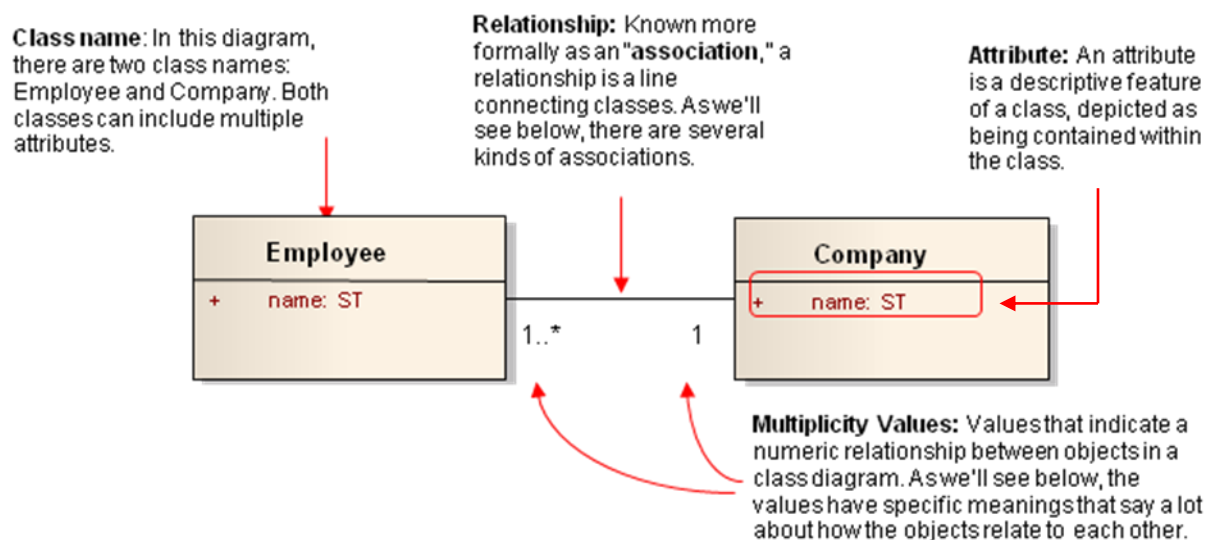 Class name: In this diagram,
there are two class names:
Employee and Company. Both
classes can include multiple
attributes.
Relationship: Known more
formally as an "association," a
relationship is a line
connecting classes. As we'll
see below, there are several
kinds of associations.
Attribute: An attribute
is a descriptive feature
of a class, depicted as
being contained within
the class.
Employee
+ name: ST
1..*
1
Company
+ name: ST
Multiplicity Values: Values that indicate a
numeric relationship between objects in a
class diagram. As we'll see below, the
values have specific meanings that say a lot
about how the objects relate to each other.